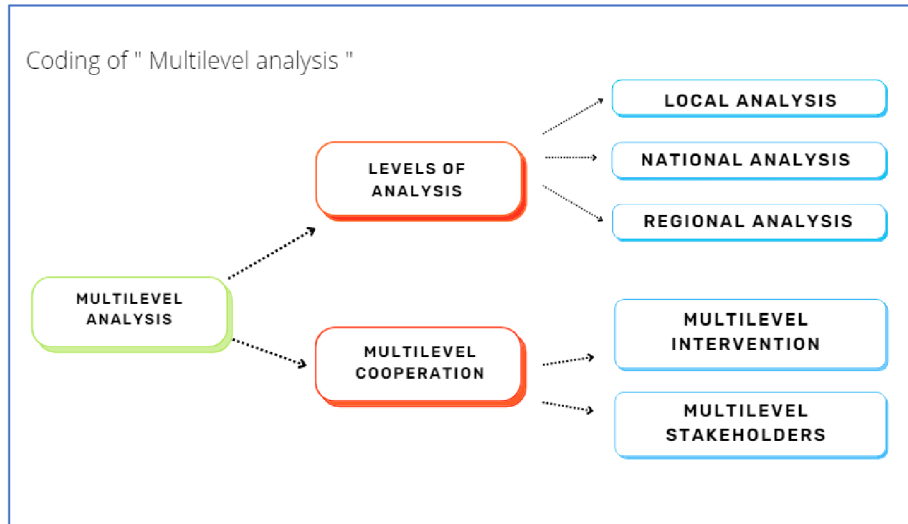 Coding of " Multilevel analysis "
LOCAL ANALYSIS
LEVELS OF
ANALYSIS
NATIONAL ANALYSIS
REGIONAL ANALYSIS
MULTILEVEL
ANALYSIS
MULTILEVEL
COOPERATION
MULTILEVEL
INTERVENTION
MULTILEVEL
STAKEHOLDERS